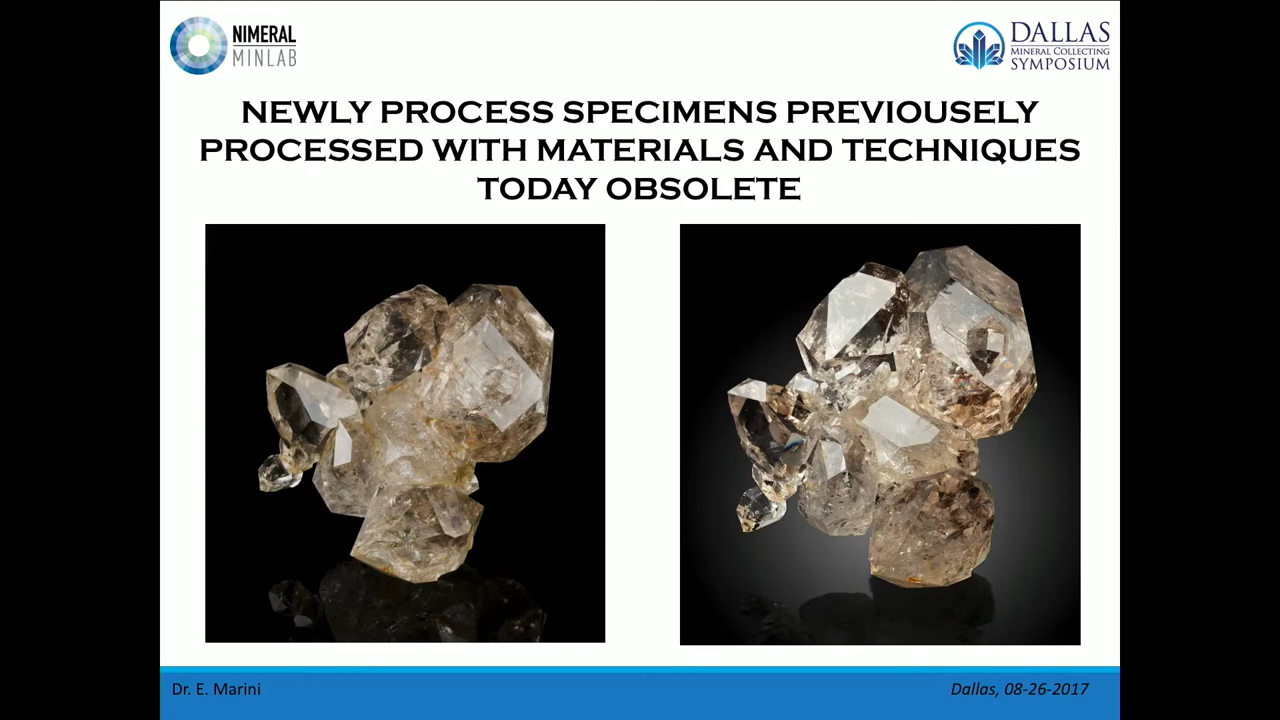 NIMERAL
MINLAB
DALLAS
MINERAL COLLECTING
SYMPOSIUM
NEWLY PROCESS SPECIMENS PREVIOUSELY
PROCESSED WITH MATERIALS AND TECHNIQUES
TODAY OBSOLETE
Dr. E. Marini
Dallas, 08-26-2017